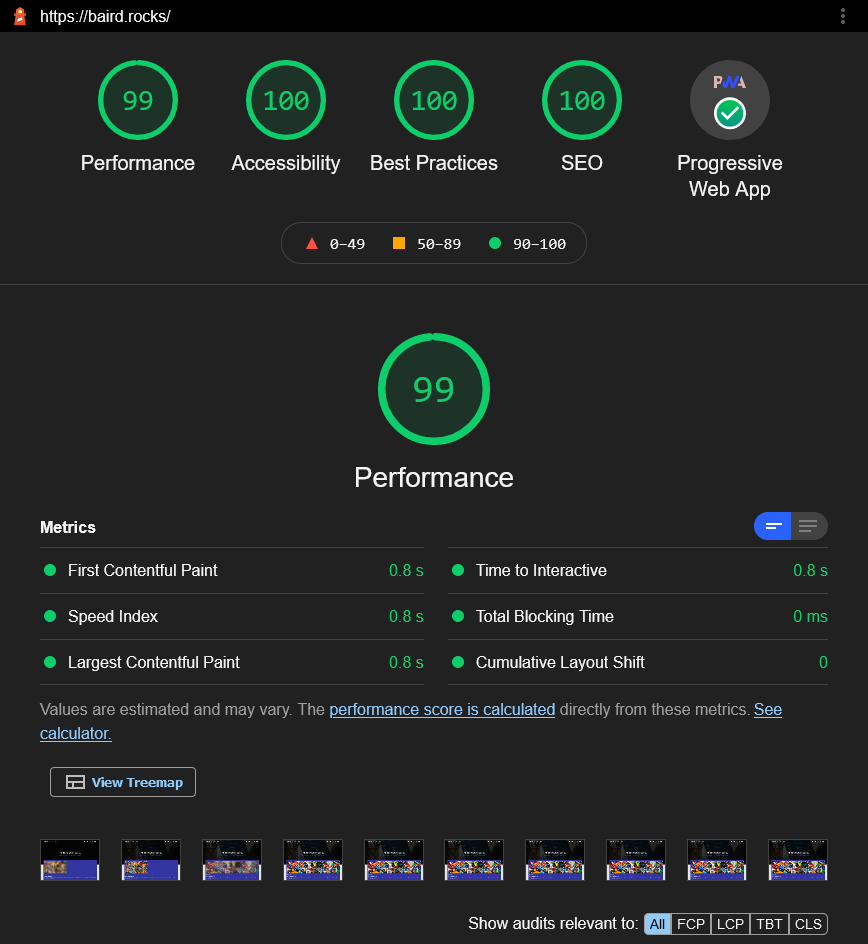 https://baird.rocks/
99
100
100
100
PWA
Performance
Accessibility
Best Practices
SEO
Progressive
Web App
0–49
50–89
90–100
99
Performance
Metrics
First Contentful Paint
0.8 s
Time to Interactive
0.8 s
Speed Index
0.8 s
Total Blocking Time
0 ms
Largest Contentful Paint
0.8 s
Cumulative Layout Shift
0
Values are estimated and may vary. The performance score is calculated directly from these metrics. See
calculator.
View Treemap
Show audits relevant to: All FCP LCP TBT CLS